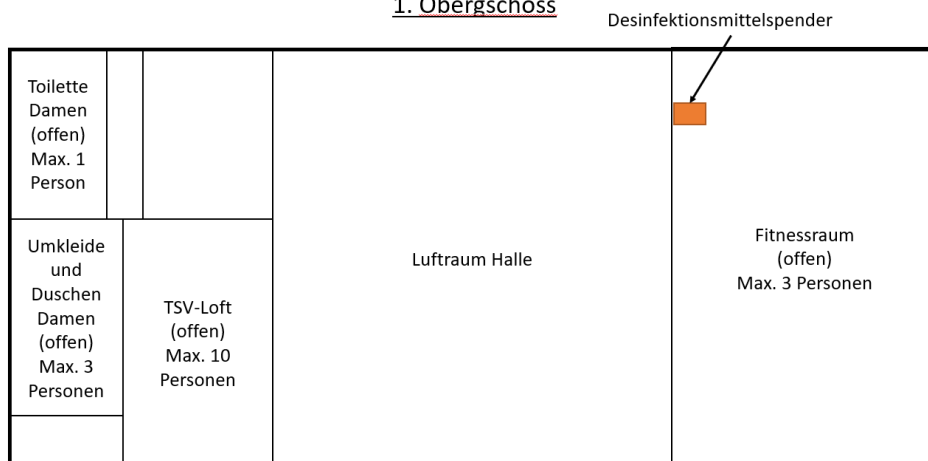 1. Obergschoss
Desinfektionsmittelspender
Toilette
Damen
(offen)
Max. 1
Person
Umkleide
und
Duschen
Damen
(offen)
Max. 3
Personen
TSV-Loft
(offen)
Max. 10
Personen
Luftraum Halle
Fitnessraum
(offen)
Max. 3 Personen